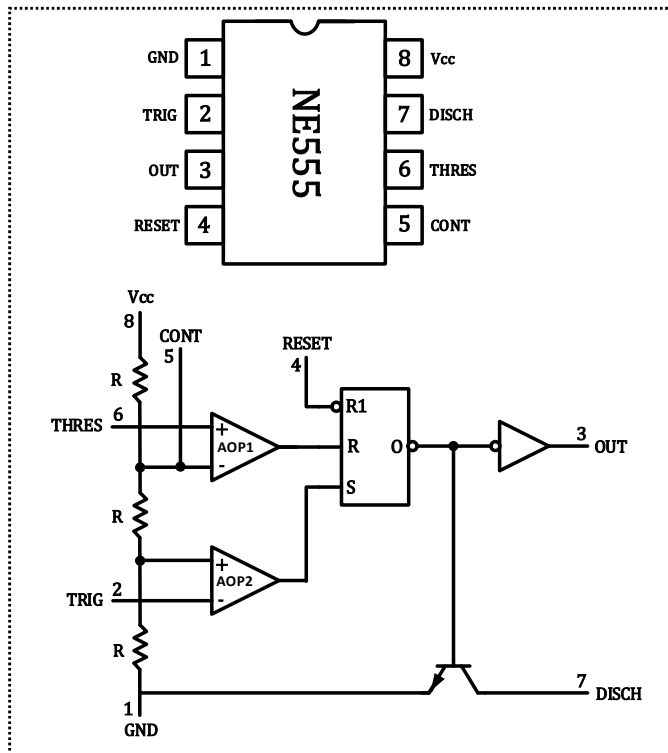 GND 1 8 Vcc
TRIG 2 7 DISCH
NE555
OUT 3 6 THRES
RESET 4 5 CONT
Vcc
8
CONT
5
RESET
4
R
R1
THRES 6
+
AOP1
-
R
O
3 OUT
S
R
+
AOP2
-
TRIG 2
R
7 DISCH
1
GND